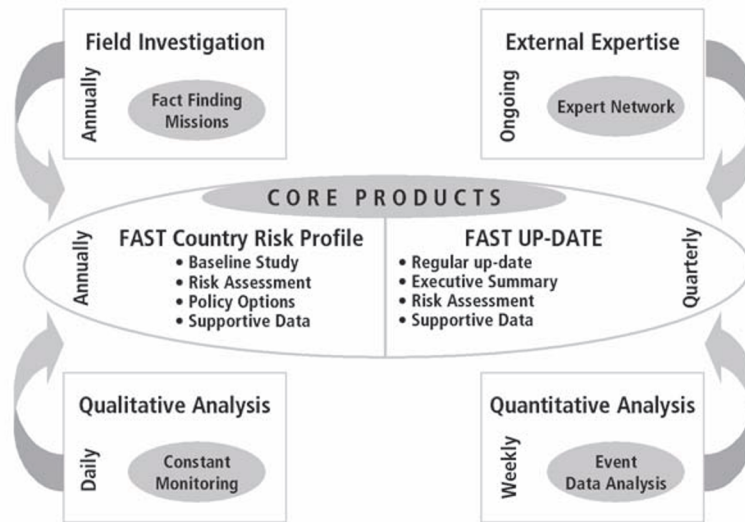 Field Investigation
Annually
Fact Finding
Missions
External Expertise
Ongoing
Expert Network
CORE PRODUCTS
Annually
FAST Country Risk Profile
• Baseline Study
• Risk Assessment
• Policy Options
• Supportive Data
FAST UP-DATE
• Regular up-date
• Executive Summary
• Risk Assessment
• Supportive Data
Quarterly
Qualitative Analysis
Daily
Constant
Monitoring
Quantitative Analysis
Weekly
Event
Data Analysis